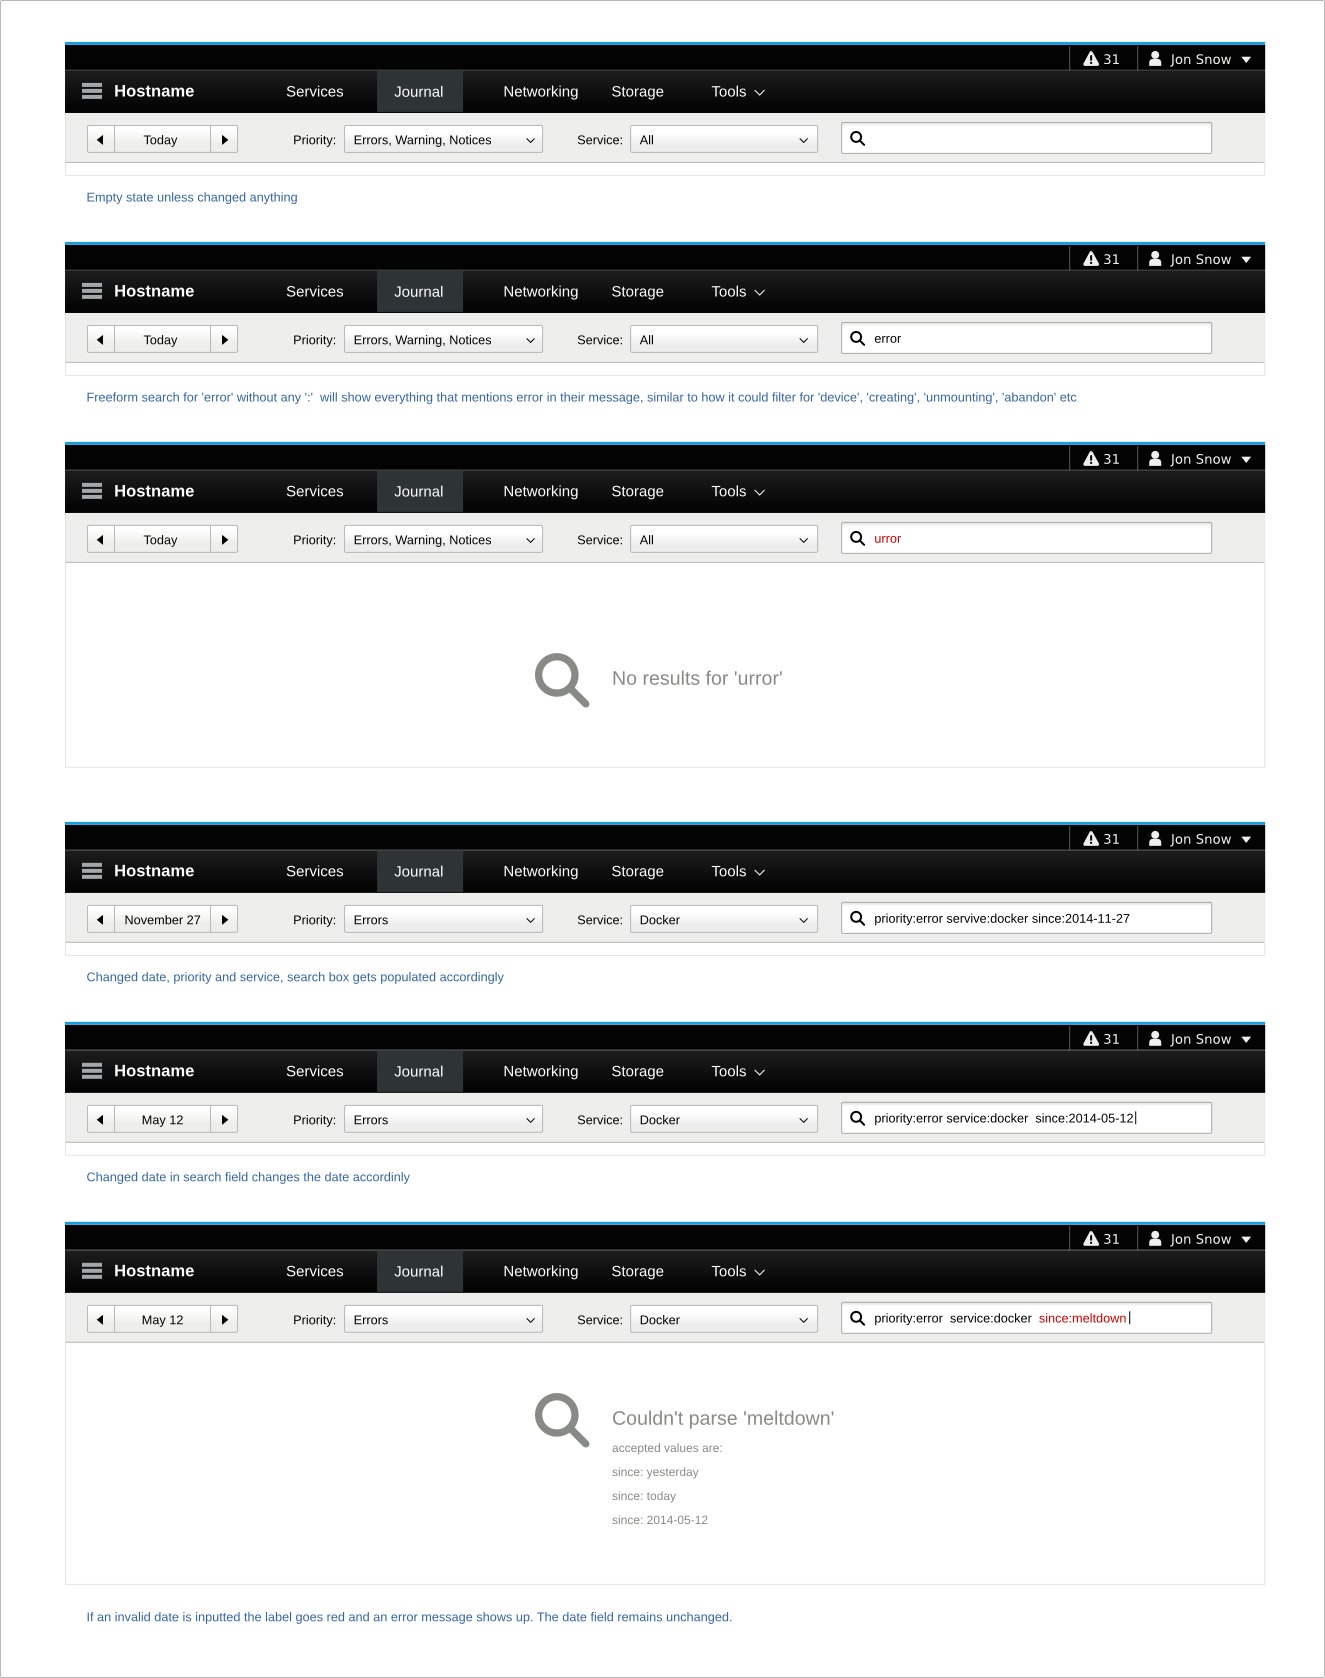 31 Jon Snow
Hostname Services Journal Networking Storage Tools
Today Priority: Errors, Warning, Notices Service: All
Empty state unless changed anything
31 Jon Snow
Hostname Services Journal Networking Storage Tools
Today Priority: Errors, Warning, Notices Service: All error
Freeform search for 'error' without any ':'  will show everything that mentions error in their message, similar to how it could filter for 'device', 'creating', 'unmounting', 'abandon' etc
31 Jon Snow
Hostname Services Journal Networking Storage Tools
Today Priority: Errors, Warning, Notices Service: All urror
No results for 'urror'
31 Jon Snow
Hostname Services Journal Networking Storage Tools
November 27 Priority: Errors Service: Docker priority:error servive:docker since:2014-11-27
Changed date, priority and service, search box gets populated accordingly
31 Jon Snow
Hostname Services Journal Networking Storage Tools
May 12 Priority: Errors Service: Docker priority:error service:docker  since:2014-05-12
Changed date in search field changes the date accordinly
31 Jon Snow
Hostname Services Journal Networking Storage Tools
May 12 Priority: Errors Service: Docker priority:error  service:docker  since:meltdown
Couldn't parse 'meltdown'
accepted values are:
since: yesterday
since: today
since: 2014-05-12
If an invalid date is inputted the label goes red and an error message shows up. The date field remains unchanged.